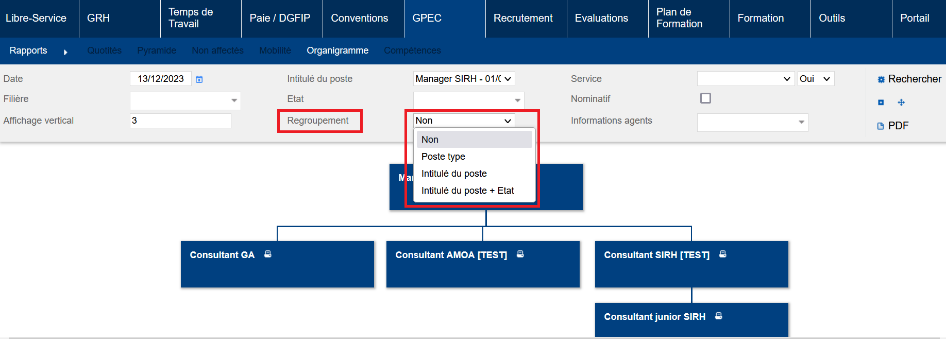 Libre-Service GRH Temps de Travail Paie / DGFIP Conventions GPEC Recrutement Evaluations Plan de Formation Formation Outils Portail
Rapports Quotités Pyramide Non affectés Mobilité Organigramme Compétences
Date 13/12/2023 Intitulé du poste Manager SIRH - 01/0 Service Oui Rechercher
Filière Etat Nominatif
Affichage vertical 3 Regroupement Non Informations agents PDF
Non
Poste type
Intitulé du poste
Intitulé du poste + Etat
Consultant GA Consultant AMOA [TEST] Consultant SIRH [TEST]
Consultant junior SIRH